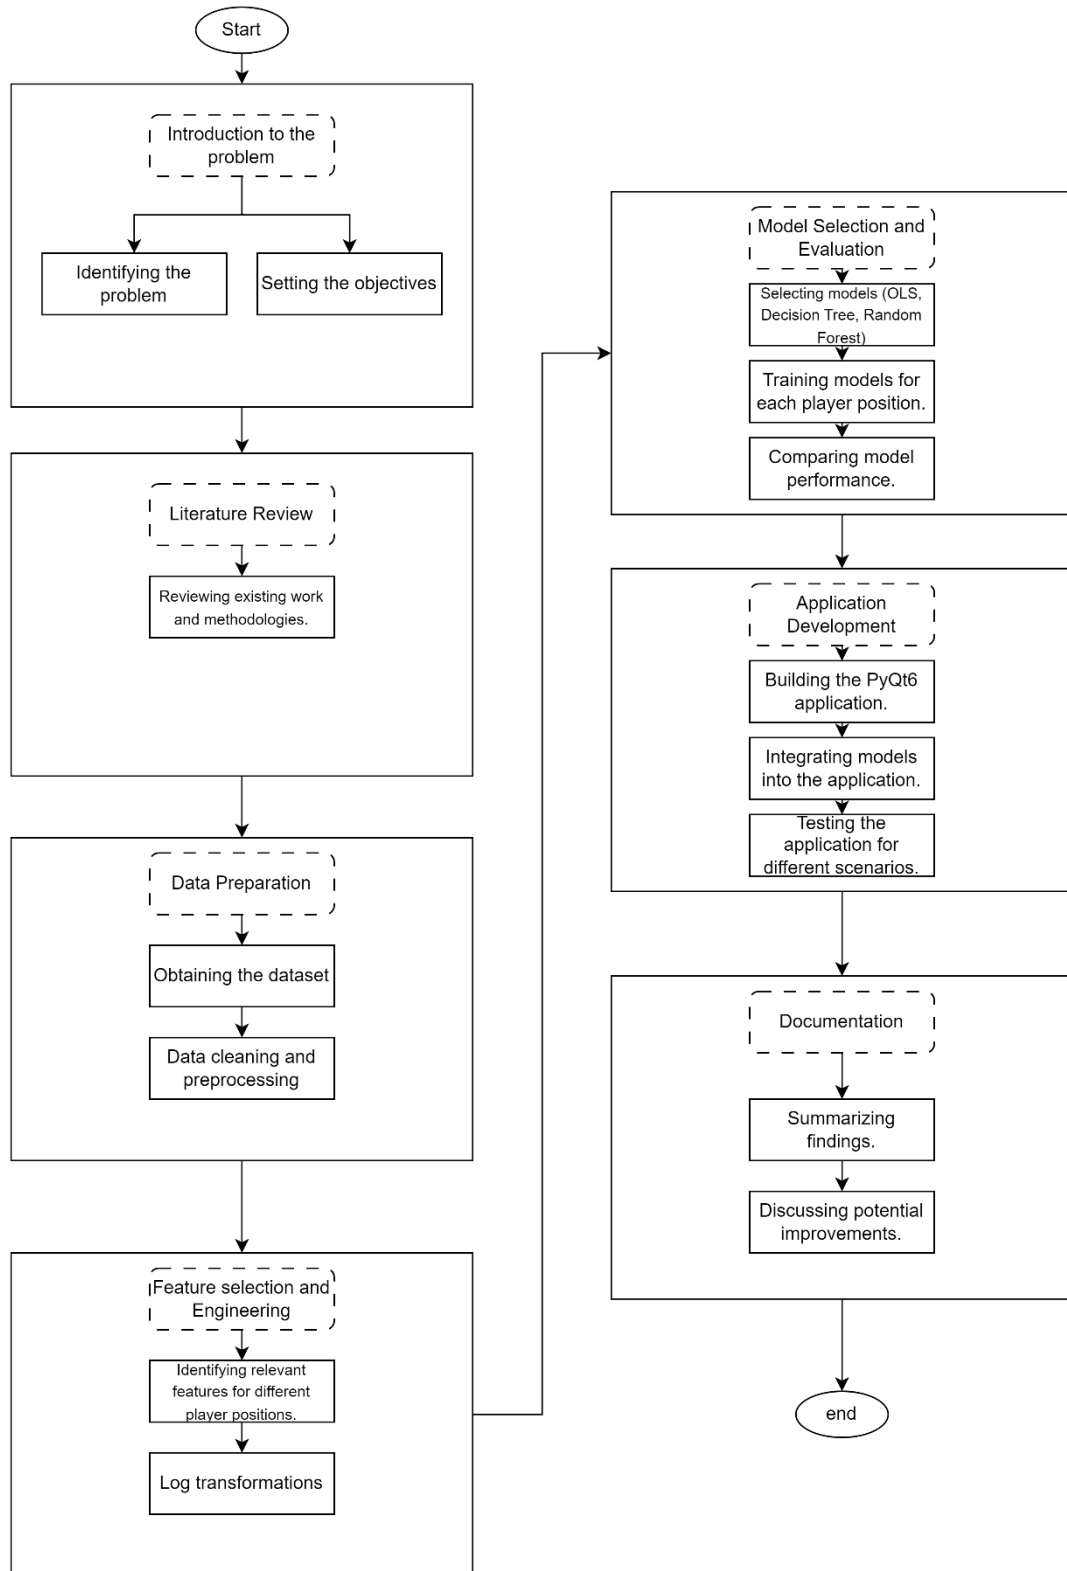 Start
Introduction to the
problem
Identifying the
problem
Setting the objectives
Literature Review
Reviewing existing work
and methodologies.
Data Preparation
Obtaining the dataset
Data cleaning and
preprocessing
Feature selection and
Engineering
Identifying relevant
features for different
player positions.
Log transformations
Model Selection and
Evaluation
Selecting models (OLS,
Decision Tree, Random
Forest)
Training models for
each player position.
Comparing model
performance.
Application
Development
Building the PyQt6
application.
Integrating models
into the application.
Testing the
application for
different scenarios.
Documentation
Summarizing
findings.
Discussing potential
improvements.
end